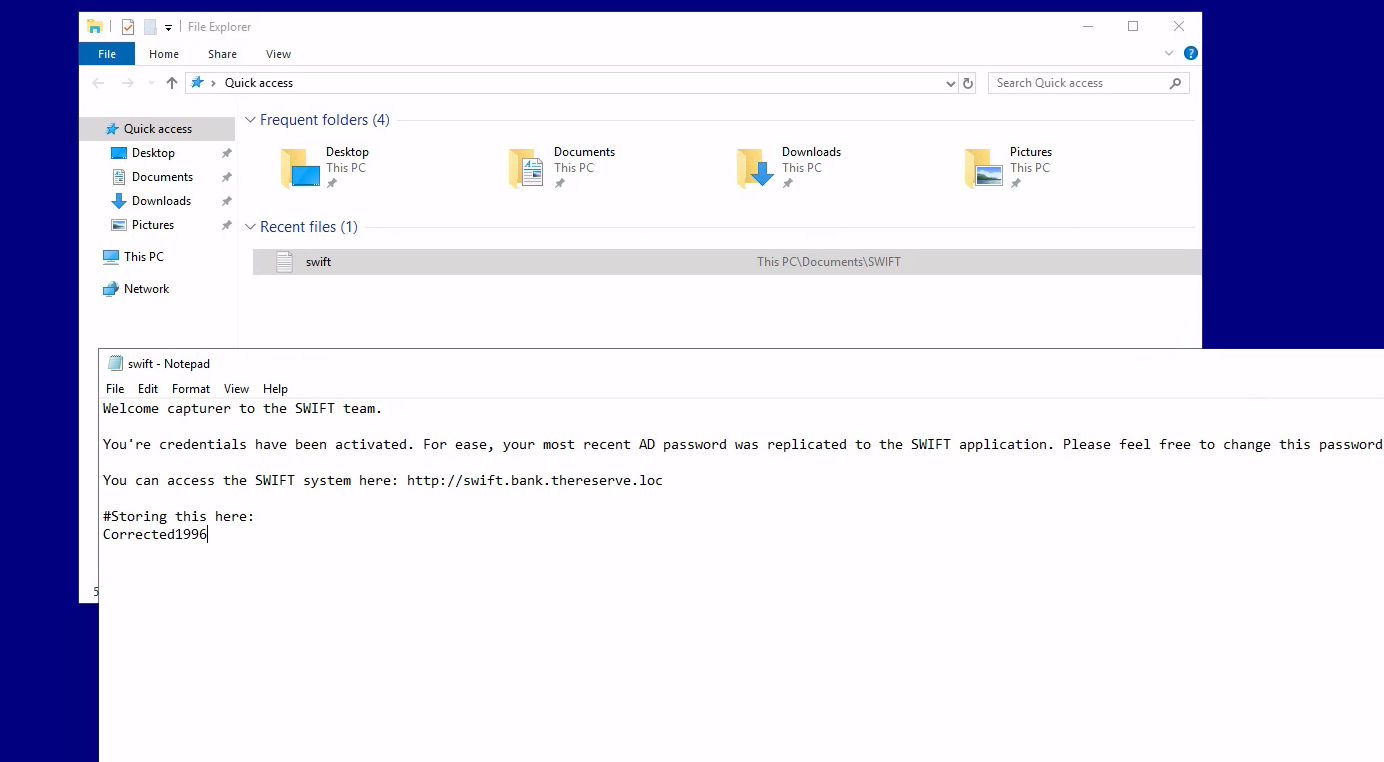 File Explorer
File Home Share View
Quick access
Search Quick access
Quick access
Desktop
Documents
Downloads
Pictures
This PC
Network
Frequent folders (4)
Desktop
This PC
Documents
This PC
Downloads
This PC
Pictures
This PC
Recent files (1)
swift This PC\Documents\SWIFT
5
swift - Notepad
File Edit Format View Help
Welcome capturer to the SWIFT team.
You're credentials have been activated. For ease, your most recent AD password was replicated to the SWIFT application. Please feel free to change this password
You can access the SWIFT system here: http://swift.bank.thereserve.loc
#Storing this here:
Corrected1996